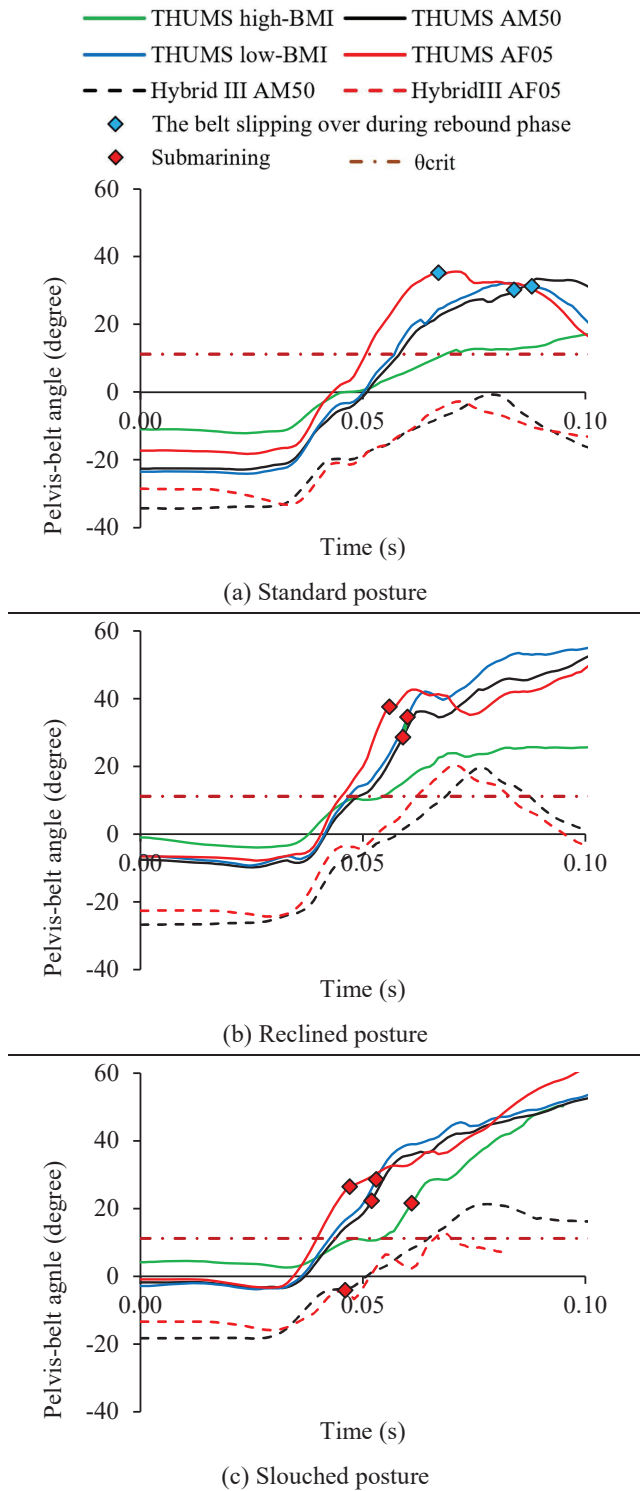 THUMS high-BMI THUMS AM50
THUMS low-BMI THUMS AF05
Hybrid III AM50 HybridIII AF05
The belt slipping over during rebound phase
Submarining θcrit
60
40
20
0
-20
-40
0.00 0.05 0.10
Pelvis-belt angle (degree)
Time (s)
(a) Standard posture
60
40
20
0
-20
-40
0.00 0.05 0.10
Pelvis-belt angle (degree)
Time (s)
(b) Reclined posture
60
40
20
0
-20
-40
0.00 0.05 0.10
Pelvis-belt agnle (degree)
Time (s)
(c) Slouched posture